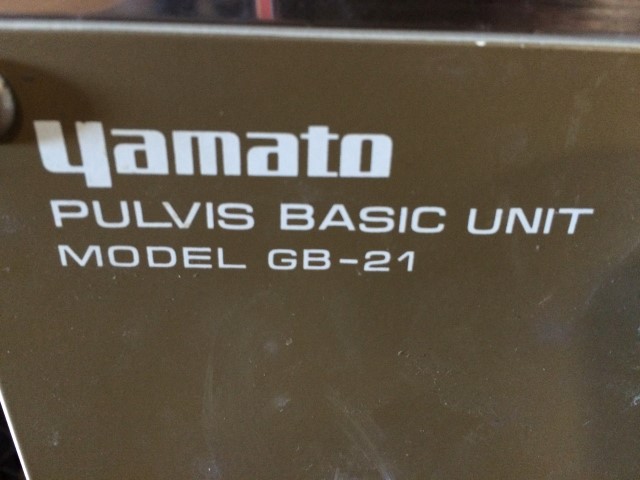 yamato
PULVIS BASIC UNIT
MODEL GB-21